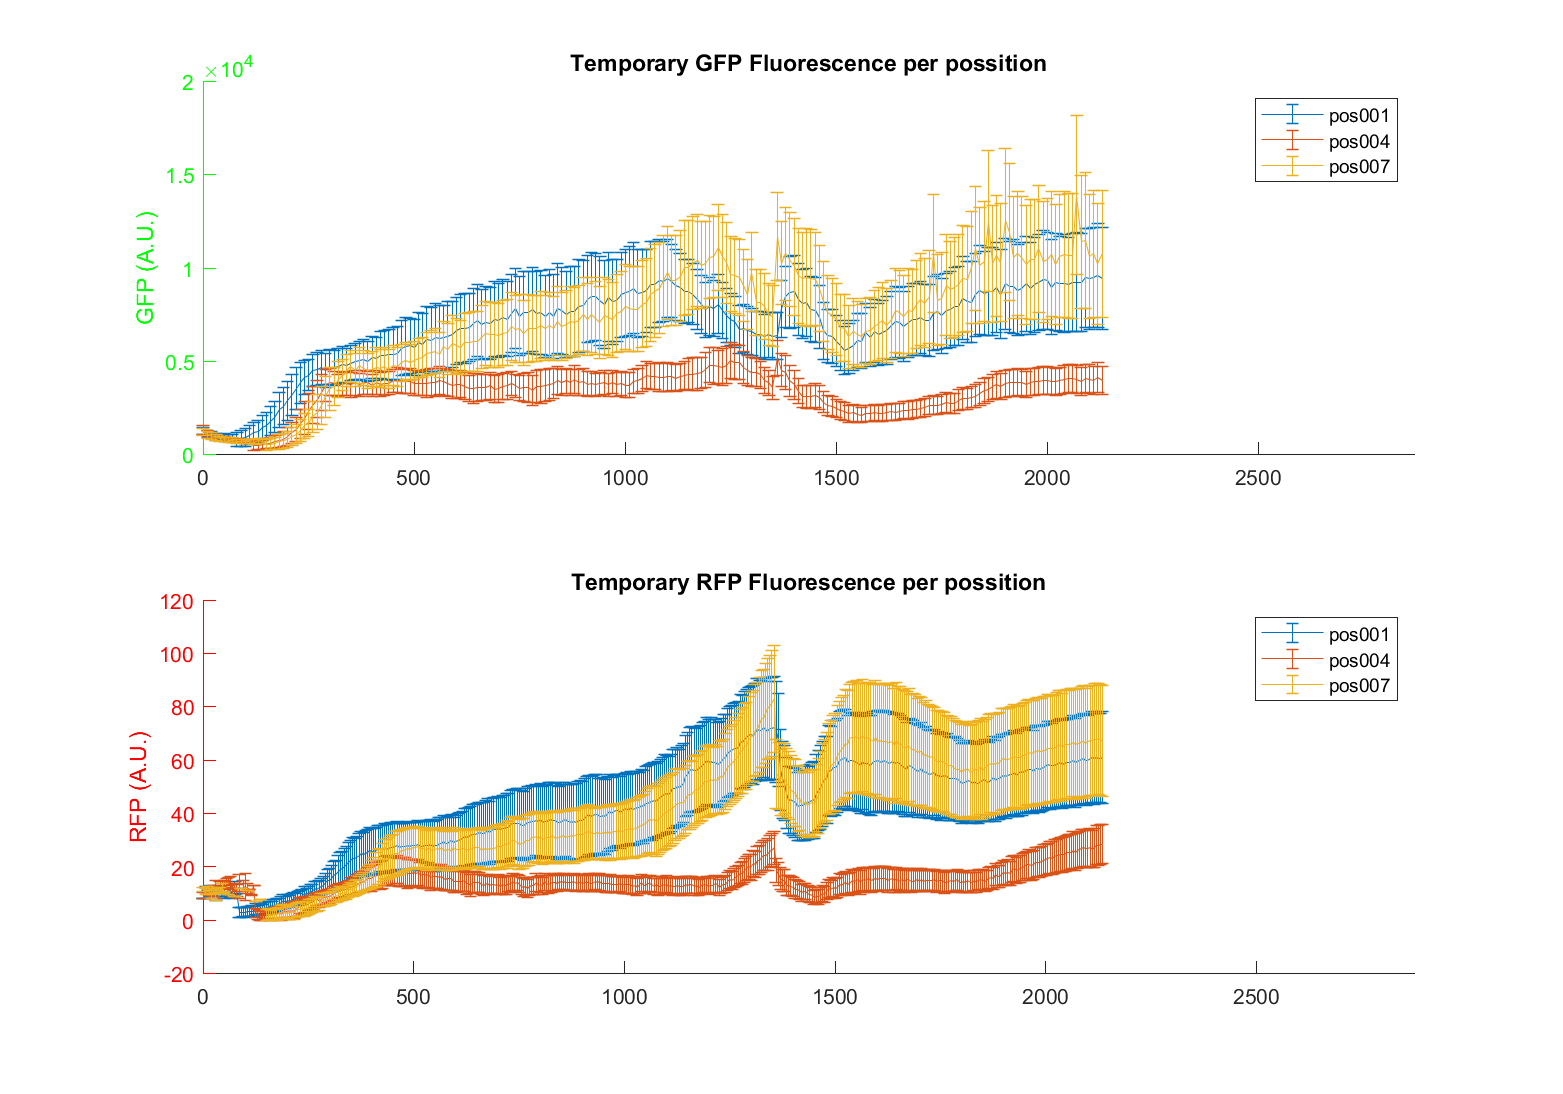 Temporary GFP Fluorescence per possition
×10^4
2
1.5
1
0.5
0
GFP (A.U.)
0 500 1000 1500 2000 2500
pos001
pos004
pos007
Temporary RFP Fluorescence per possition
120
100
80
60
40
20
0
-20
RFP (A.U.)
0 500 1000 1500 2000 2500
pos001
pos004
pos007